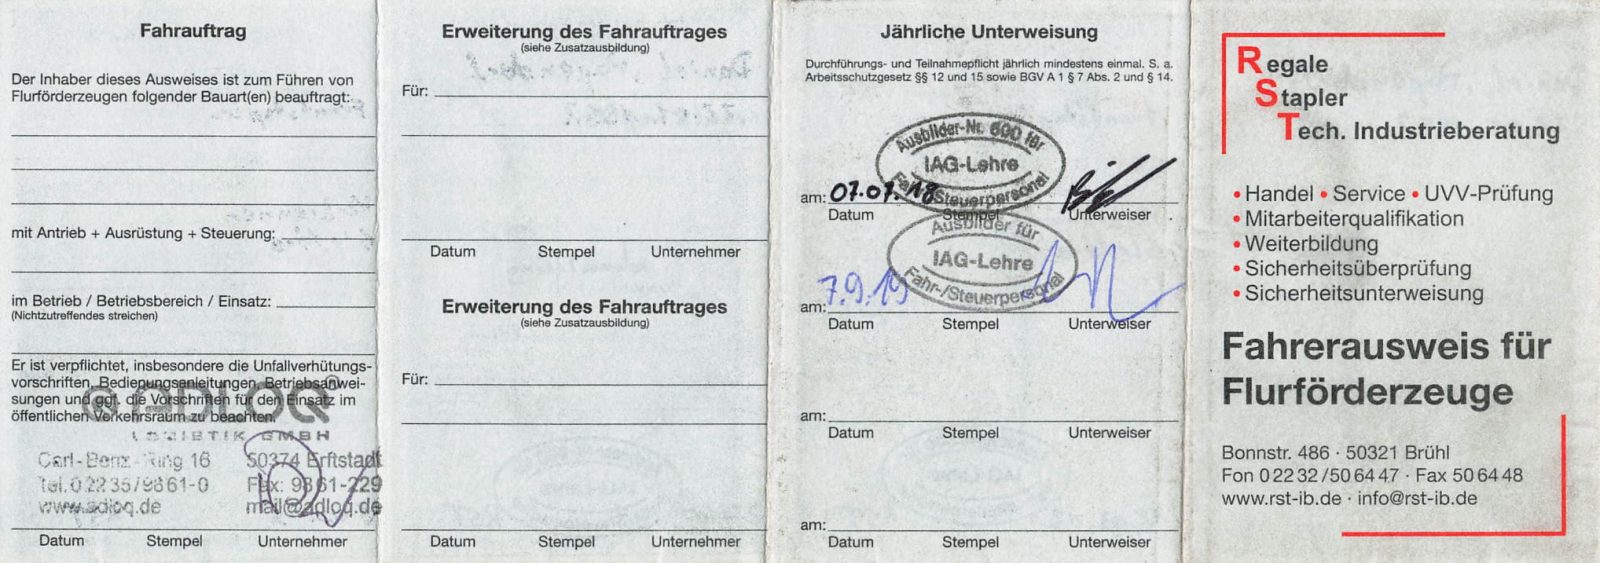 Fahrauftrag
Der Inhaber dieses Ausweises ist zum Führen von
Flurförderzeugen folgender Bauart(en) beauftragt:
mit Antrieb + Ausrüstung + Steuerung:
im Betrieb / Betriebsbereich / Einsatz:
(Nichtzutreffendes streichen)
Er ist verpflichtet, insbesondere die Unfallverhütungs-
vorschriften, Bedienungsanleitungen, Betriebsanwei-
sungen und ggf. die Vorschriften für den Einsatz im
öffentlichen Verkehrsraum zu beachten.
ADLOQ®
LOGISTIK GMBH
Carl-Benz-Ring 16 50374 Erftstadt
Tel. 0 22 35/98 61-0 Fax: 98 61-229
www.adloq.de mail@adloq.de
Datum Stempel Unternehmer
Erweiterung des Fahrauftrages
(siehe Zusatzausbildung)
Für:
Datum Stempel Unternehmer
Erweiterung des Fahrauftrages
(siehe Zusatzausbildung)
Für:
Datum Stempel Unternehmer
Jährliche Unterweisung
Durchführungs- und Teilnahmepflicht jährlich mindestens einmal. S. a.
Arbeitsschutzgesetz §§ 12 und 15 sowie BGV A 1 § 7 Abs. 2 und § 14.
Ausbilder-Nr. 600 für
IAG-Lehre
Fahr-/Steuerpersonal
am: 07.07.18
Datum Stempel Unterweiser
Ausbilder für
IAG-Lehre
Fahr-/Steuerpersonal
am: 7.9.19
Datum Stempel Unterweiser
am:
Datum Stempel Unterweiser
am:
Datum Stempel Unterweiser
Regale
Stapler
Tech. Industrieberatung
• Handel • Service • UVV-Prüfung
• Mitarbeiterqualifikation
• Weiterbildung
• Sicherheitsüberprüfung
• Sicherheitsunterweisung
Fahrerausweis für
Flurförderzeuge
Bonnstr. 486 · 50321 Brühl
Fon 0 22 32 / 50 64 47 · Fax 50 64 48
www.rst-ib.de · info@rst-ib.de